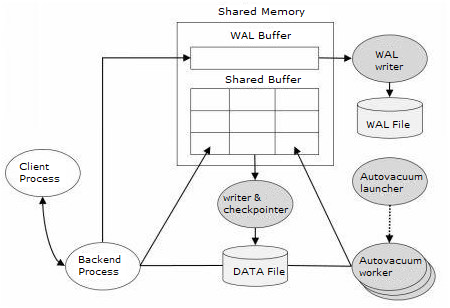 Shared Memory
WAL Buffer
WAL
writer
Shared Buffer
WAL File
Client
Process
Autovacuum
launcher
writer &
checkpointer
Backend
Process
DATA File
Autovacuum
worker